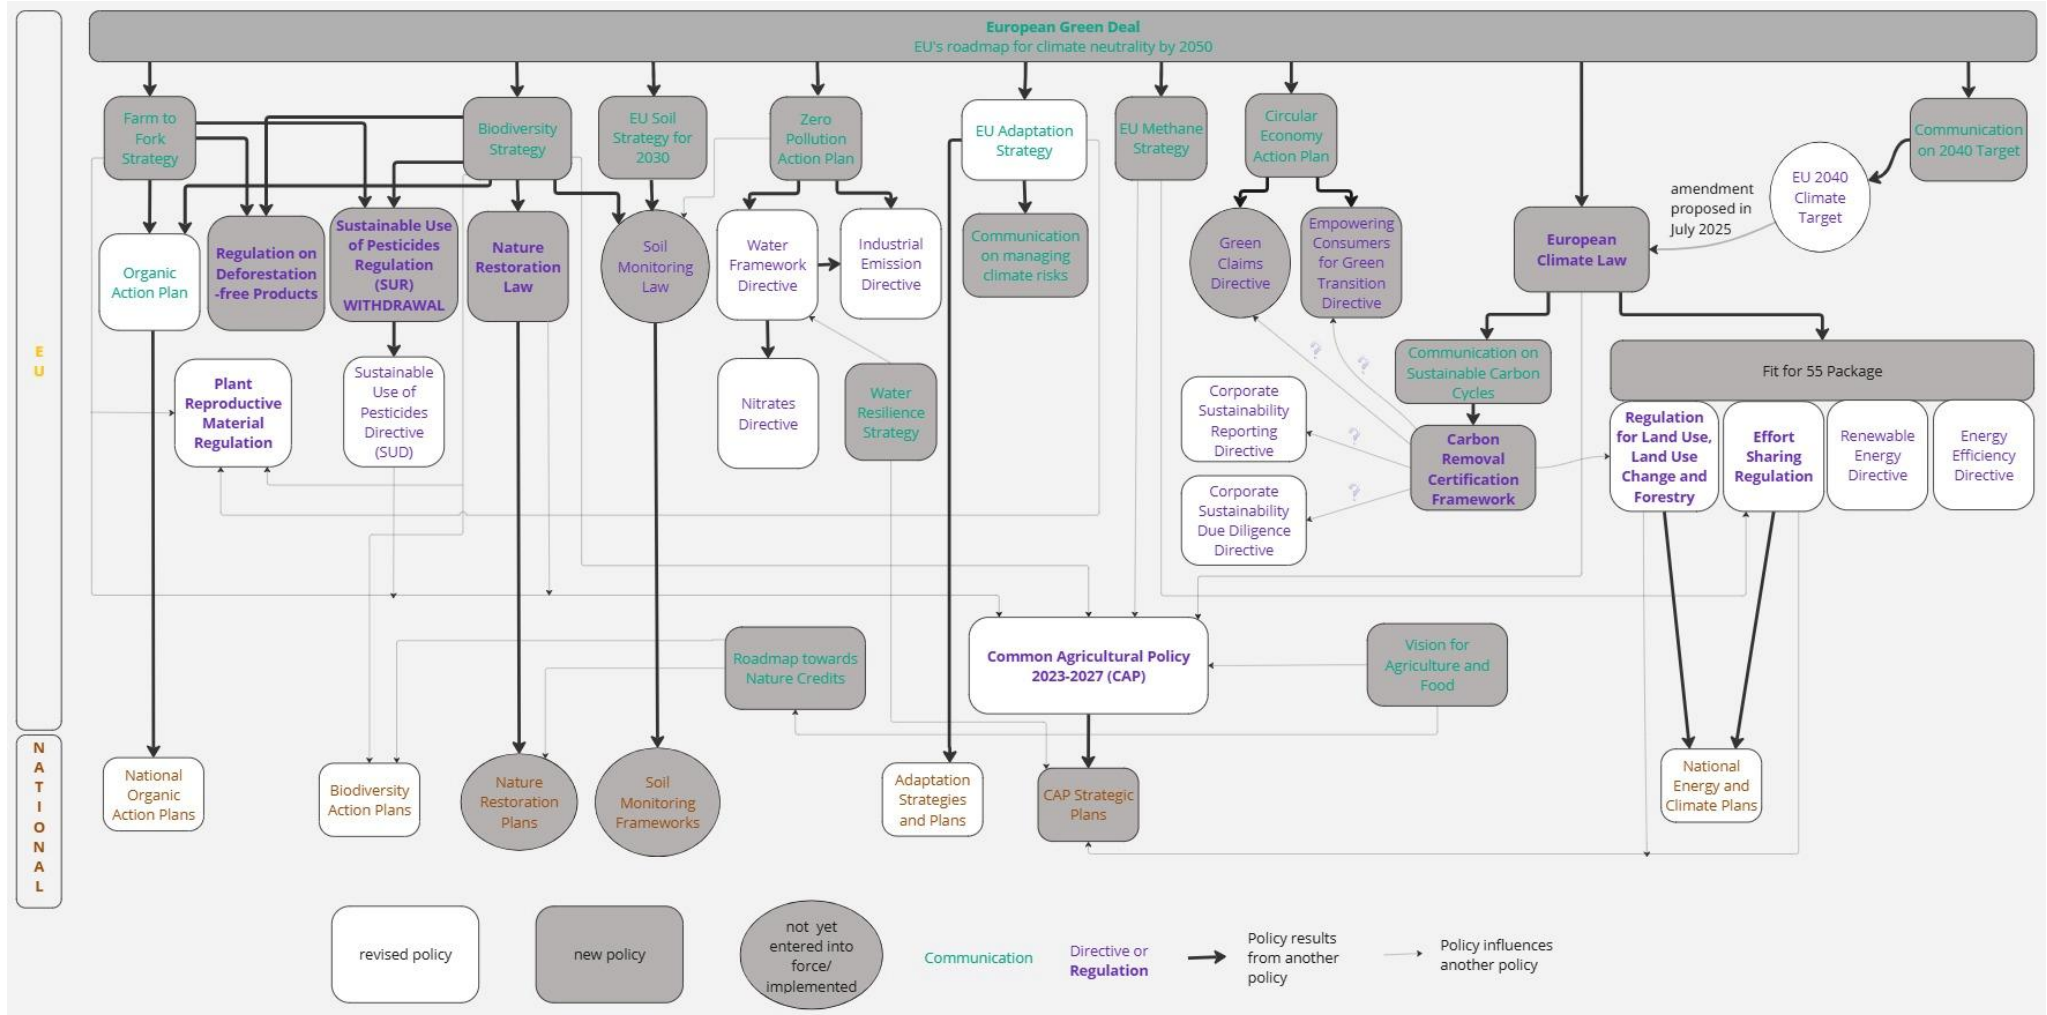 European Green Deal
EU's roadmap for climate neutrality by 2050
E
U
Farm to
Fork
Strategy
Biodiversity
Strategy
EU Soil
Strategy for
2030
Zero
Pollution
Action Plan
EU Adaptation
Strategy
EU Methane
Strategy
Circular
Economy
Action Plan
Communication
on 2040 Target
EU 2040
Climate
Target
amendment
proposed in
July 2025
Organic
Action Plan
Regulation on
Deforestation
-free Products
Sustainable Use
of Pesticides
Regulation
(SUR)
WITHDRAWAL
Nature
Restoration
Law
Soil
Monitoring
Law
Water
Framework
Directive
Industrial
Emission
Directive
Communication
on managing
climate risks
Green
Claims
Directive
Empowering
Consumers
for Green
Transition
Directive
European
Climate Law
Plant
Reproductive
Material
Regulation
Sustainable
Use of
Pesticides
Directive
(SUD)
Nitrates
Directive
Water
Resilience
Strategy
?
?
?
?
Corporate
Sustainability
Reporting
Directive
Corporate
Sustainability
Due Diligence
Directive
Communication on
Sustainable Carbon
Cycles
Carbon
Removal
Certification
Framework
Fit for 55 Package
Regulation
for Land Use,
Land Use
Change and
Forestry
Effort
Sharing
Regulation
Renewable
Energy
Directive
Energy
Efficiency
Directive
Roadmap towards
Nature Credits
Common Agricultural Policy
2023-2027 (CAP)
Vision for
Agriculture and
Food
N
A
T
I
O
N
A
L
National
Organic
Action Plans
Biodiversity
Action Plans
Nature
Restoration
Plans
Soil
Monitoring
Frameworks
Adaptation
Strategies
and Plans
CAP Strategic
Plans
National
Energy and
Climate Plans
revised policy
new policy
not yet
entered into
force/
implemented
Communication
Directive or
Regulation
Policy results
from another
policy
Policy influences
another policy